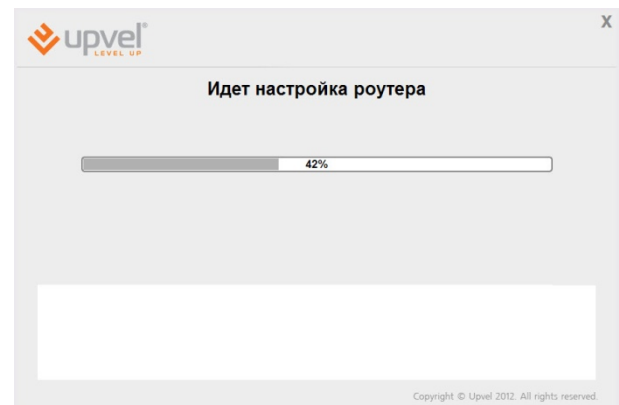 X
upvel
LEVEL UP
Идет настройка роутера
42%
Copyright © Upvel 2012. All rights reserved.